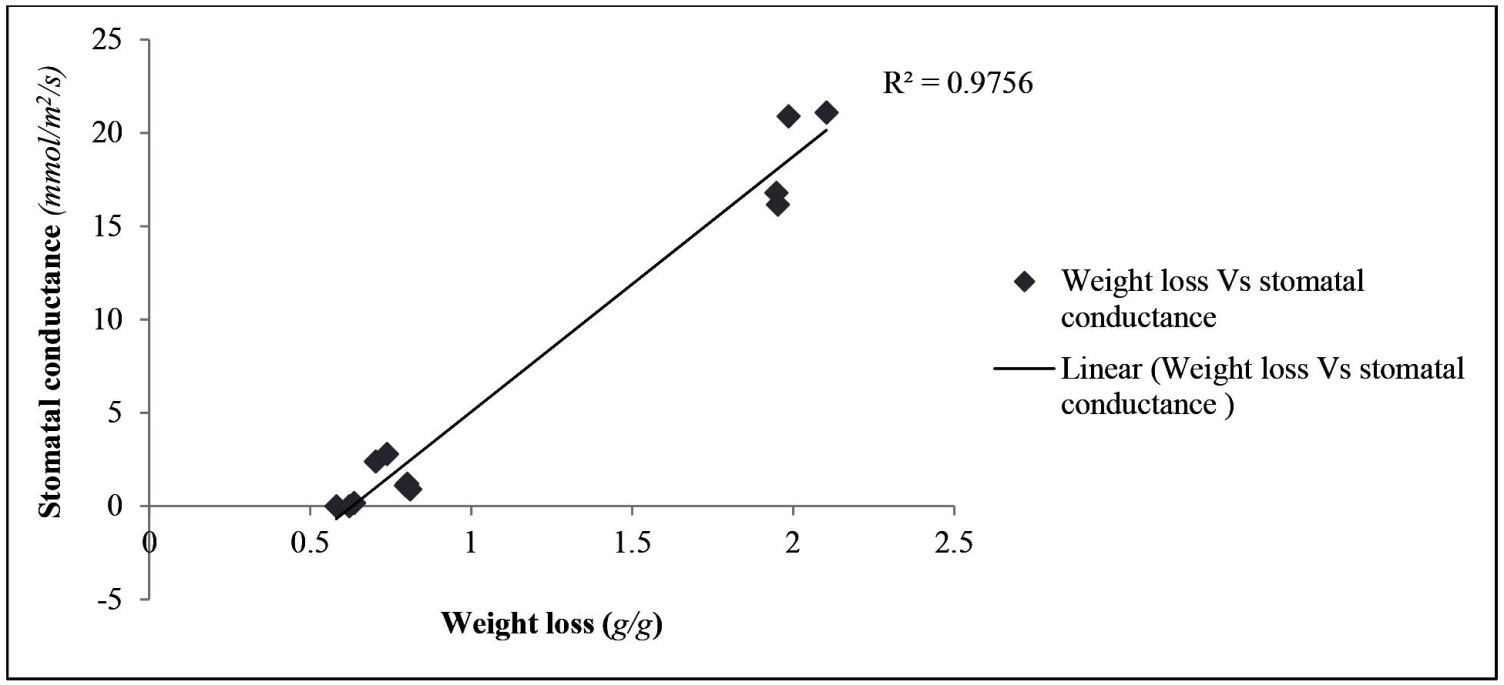 25
20
15
10
5
0
-5
0
0.5
1
1.5
2
2.5
Stomatal conductance (mmol/m²/s)
Weight loss (g/g)
R² = 0.9756
Weight loss Vs stomatal
conductance
Linear (Weight loss Vs stomatal
conductance )